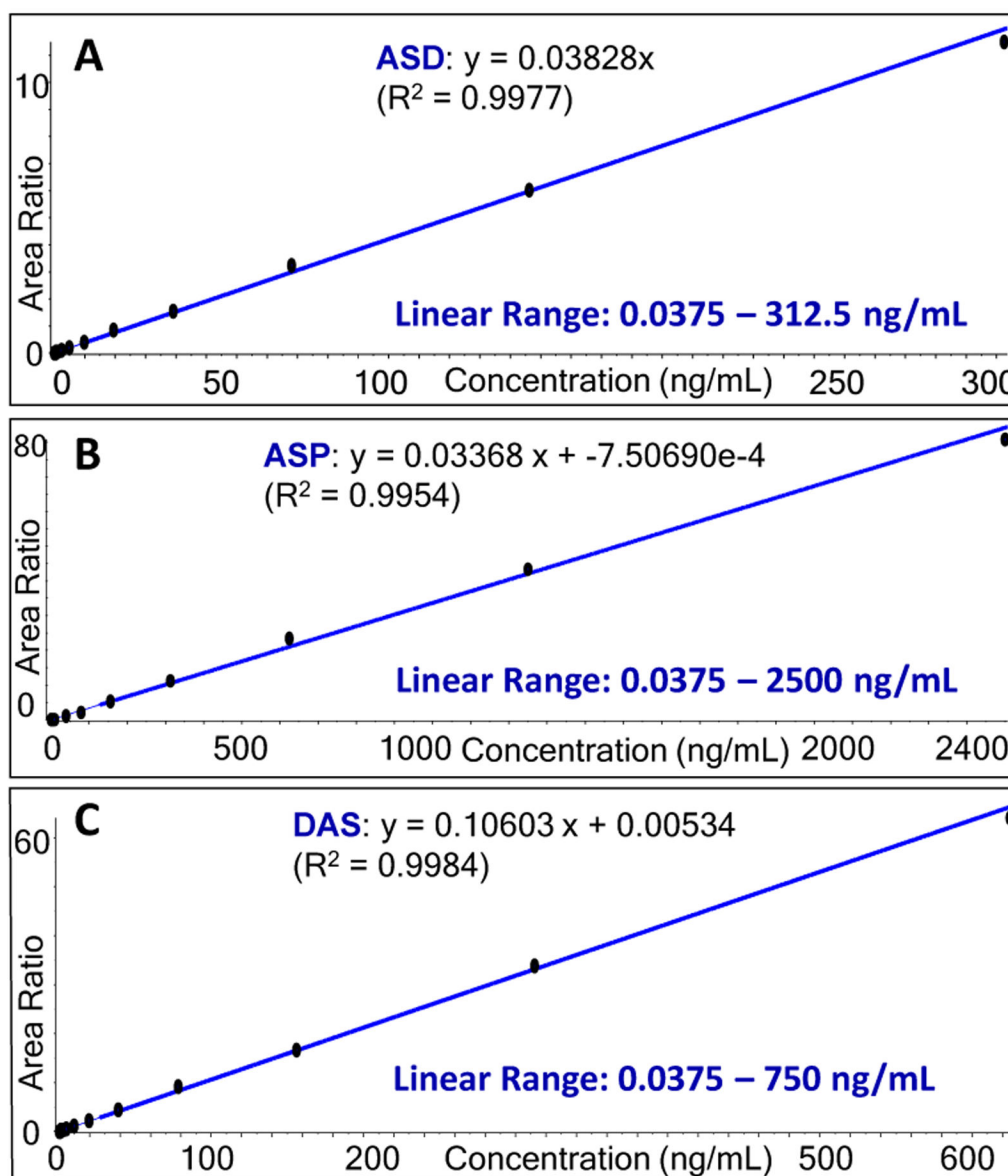 A
ASD: y = 0.03828x
(R² = 0.9977)
10
Area Ratio
Linear Range: 0.0375 – 312.5 ng/mL
0
0 50 100 Concentration (ng/mL) 250 300
B
80
ASP: y = 0.03368 x + -7.50690e-4
(R² = 0.9954)
Area Ratio
Linear Range: 0.0375 – 2500 ng/mL
0
0 500 1000 Concentration (ng/mL) 2000 2400
C
DAS: y = 0.10603 x + 0.00534
60
(R² = 0.9984)
Area Ratio
Linear Range: 0.0375 – 750 ng/mL
0
0 100 200 Concentration (ng/mL) 500 600